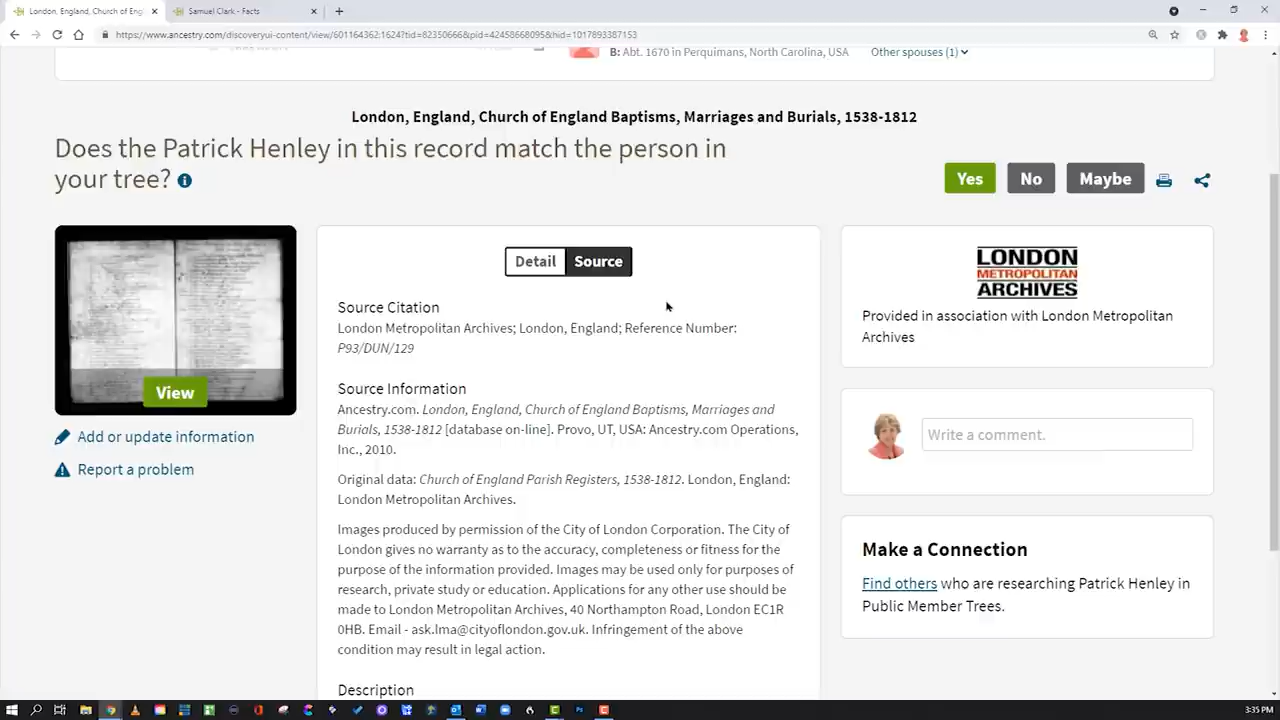 London, England, Church of Eng
Samuel Clark - Facts
https://www.ancestry.com/discoveryui-content/view/601164362:1624?tid=82350666&pid=42458668095&hid=1017893387153
B: Abt. 1670 in Perquimans, North Carolina, USA
Other spouses (1)
London, England, Church of England Baptisms, Marriages and Burials, 1538-1812
Does the Patrick Henley in this record match the person in
your tree?
Yes
No
Maybe
View
Add or update information
Report a problem
Detail
Source
Source Citation
London Metropolitan Archives; London, England; Reference Number:
P93/DUN/129
Source Information
Ancestry.com. London, England, Church of England Baptisms, Marriages and
Burials, 1538-1812 [database on-line]. Provo, UT, USA: Ancestry.com Operations,
Inc., 2010.
Original data: Church of England Parish Registers, 1538-1812. London, England:
London Metropolitan Archives.
Images produced by permission of the City of London Corporation. The City of
London gives no warranty as to the accuracy, completeness or fitness for the
purpose of the information provided. Images may be used only for purposes of
research, private study or education. Applications for any other use should be
made to London Metropolitan Archives, 40 Northampton Road, London EC1R
0HB. Email - ask.lma@cityoflondon.gov.uk. Infringement of the above
condition may result in legal action.
Description
LONDON
METROPOLITAN
ARCHIVES
Provided in association with London Metropolitan
Archives
Write a comment.
Make a Connection
Find others who are researching Patrick Henley in
Public Member Trees.
3:35 PM